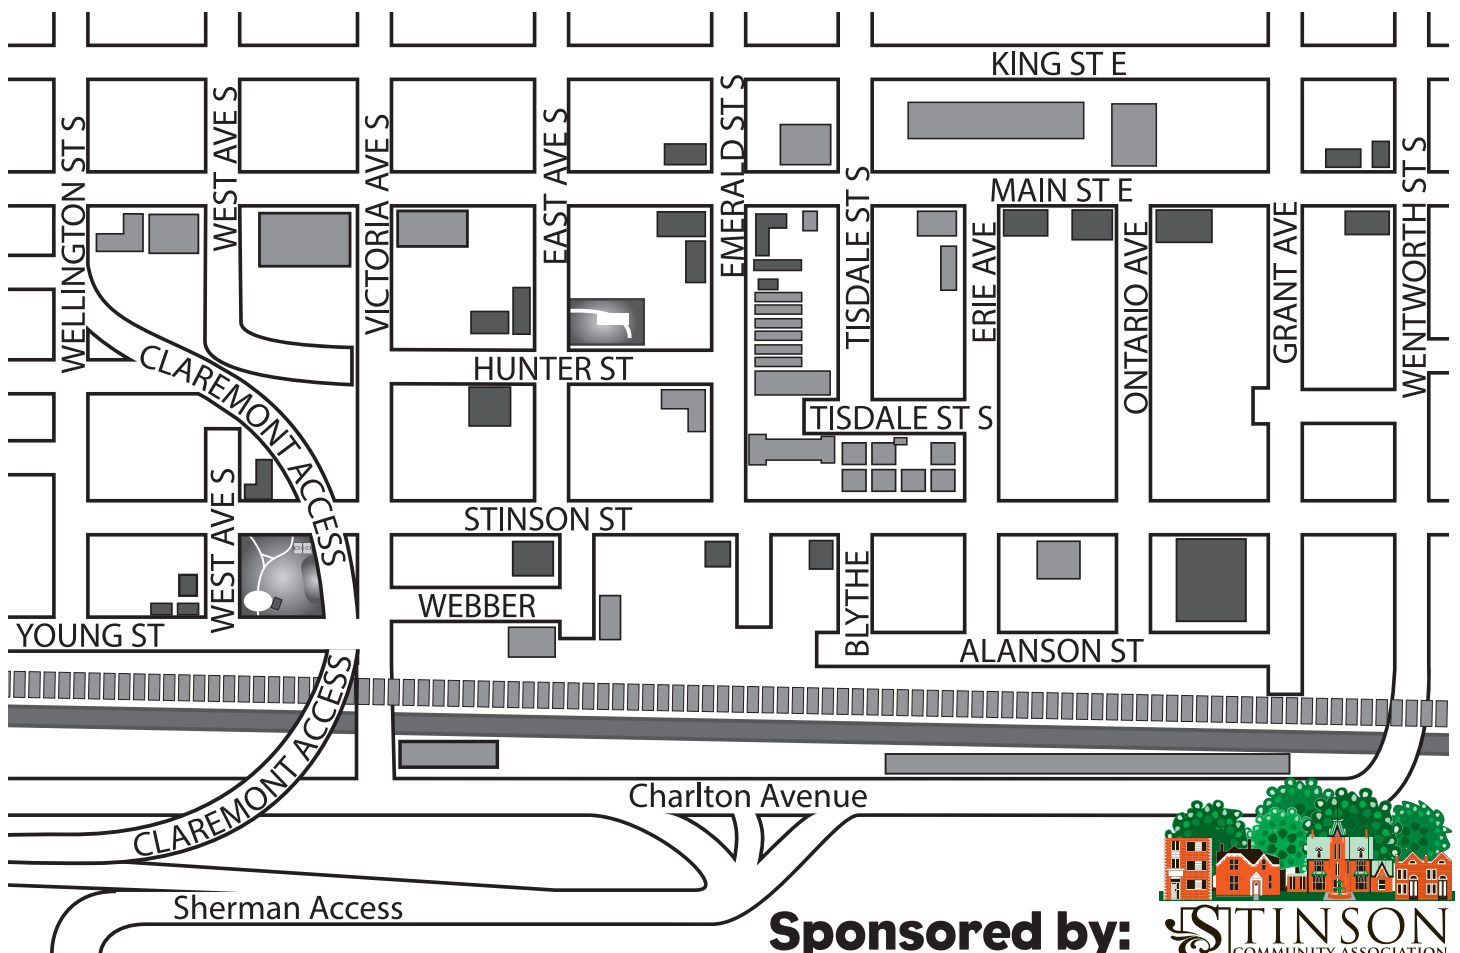 KING ST E
MAIN ST E
WELLINGTON ST S
WEST AVE S
VICTORIA AVE S
EAST AVE S
EMERALD ST S
TISDALE ST S
ERIE AVE
ONTARIO AVE
GRANT AVE
WENTWORTH ST S
CLAREMONT ACCESS
HUNTER ST
TISDALE ST S
WEST AVE S
STINSON ST
WEBBER
BLYTHE
YOUNG ST
ALANSON ST
CLAREMONT ACCESS
Charlton Avenue
Sherman Access
Sponsored by:
STINSON
COMMUNITY ASSOCIATION